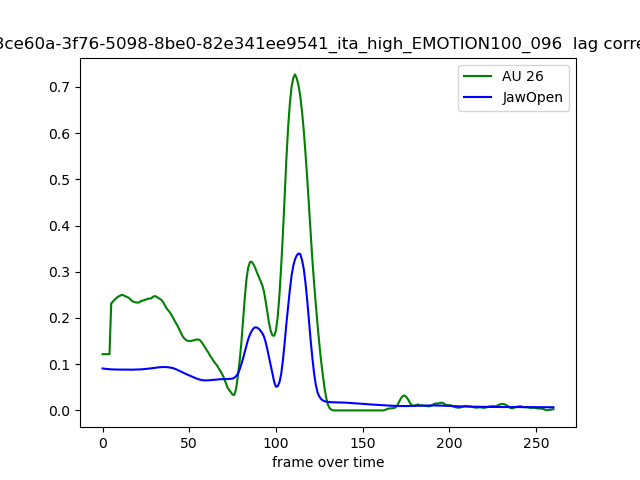 3ce60a-3f76-5098-8be0-82e341ee9541_ita_high_EMOTION100_096 lag corre
AU 26
JawOpen
0.7
0.6
0.5
0.4
0.3
0.2
0.1
0.0
0 50 100 150 200 250
frame over time